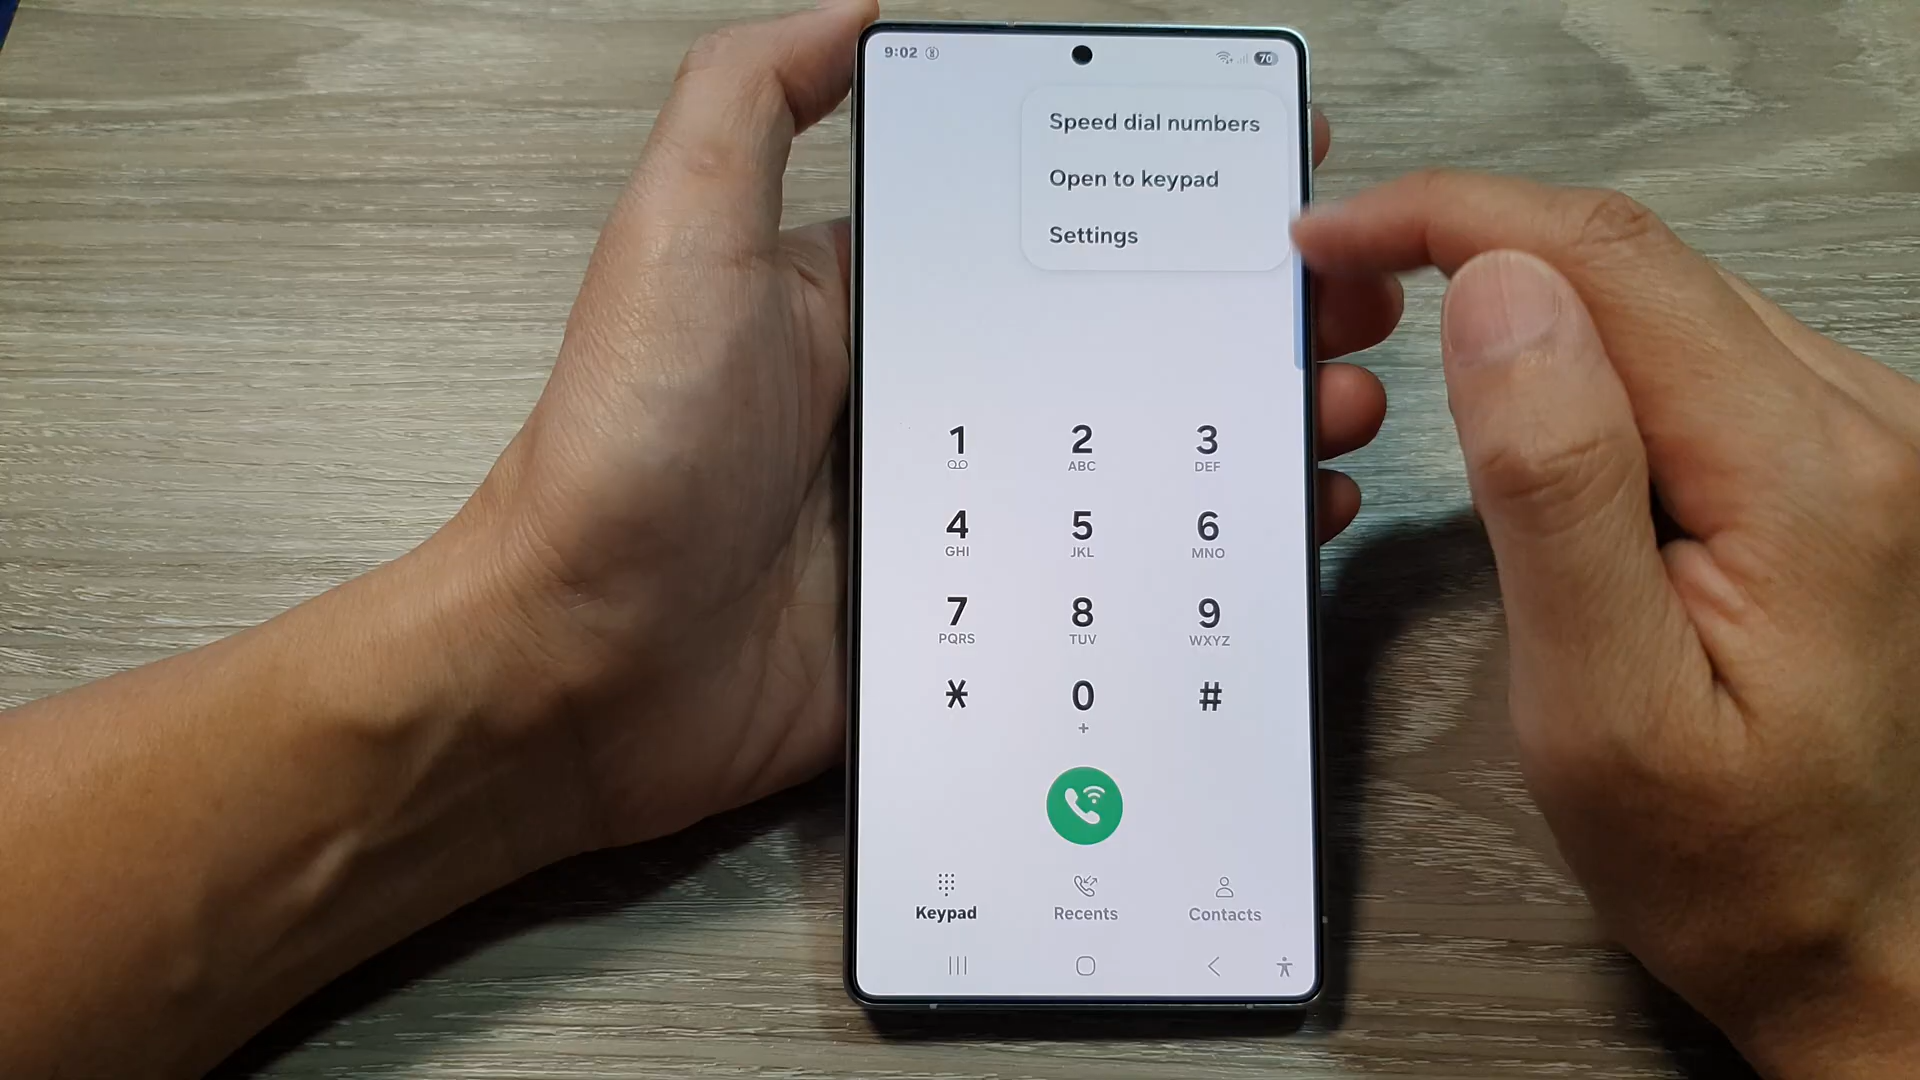 9:02
70
Speed dial numbers
Open to keypad
Settings
1 2 3
ABC DEF
4 5 6
GHI JKL MNO
7 8 9
PQRS TUV WXYZ
* 0 #
+
Keypad Recents Contacts